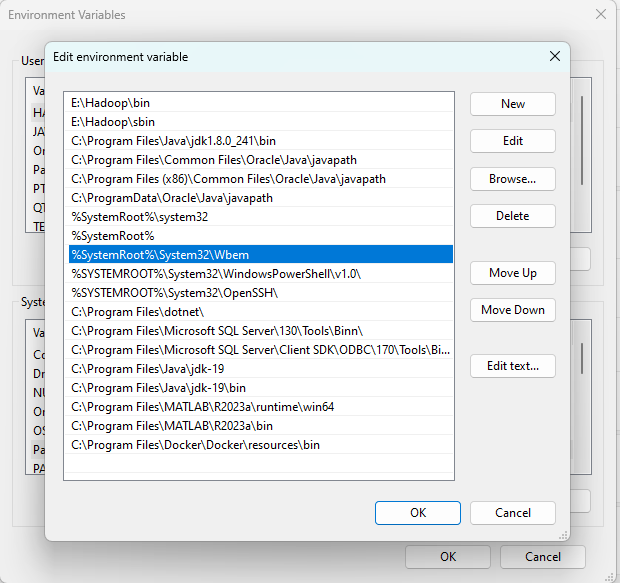 Environment Variables
User
Edit environment variable
Va
HA
JA
Or
Pa
PT
QT
TE
E:\Hadoop\bin
E:\Hadoop\sbin
C:\Program Files\Java\jdk1.8.0_241\bin
C:\Program Files\Common Files\Oracle\Java\javapath
C:\Program Files (x86)\Common Files\Oracle\Java\javapath
C:\ProgramData\Oracle\Java\javapath
%SystemRoot%\system32
%SystemRoot%
%SystemRoot%\System32\Wbem
%SYSTEMROOT%\System32\WindowsPowerShell\v1.0\
%SYSTEMROOT%\System32\OpenSSH\
C:\Program Files\dotnet\
C:\Program Files\Microsoft SQL Server\130\Tools\Binn\
C:\Program Files\Microsoft SQL Server\Client SDK\ODBC\170\Tools\Bi...
C:\Program Files\Java\jdk-19
C:\Program Files\Java\jdk-19\bin
C:\Program Files\MATLAB\R2023a\runtime\win64
C:\Program Files\MATLAB\R2023a\bin
C:\Program Files\Docker\Docker\resources\bin
New
Edit
Browse...
Delete
Move Up
Move Down
Edit text...
OK
Cancel
Syste
Va
Co
Dr
NU
Or
OS
Pa
PA
OK
Cancel